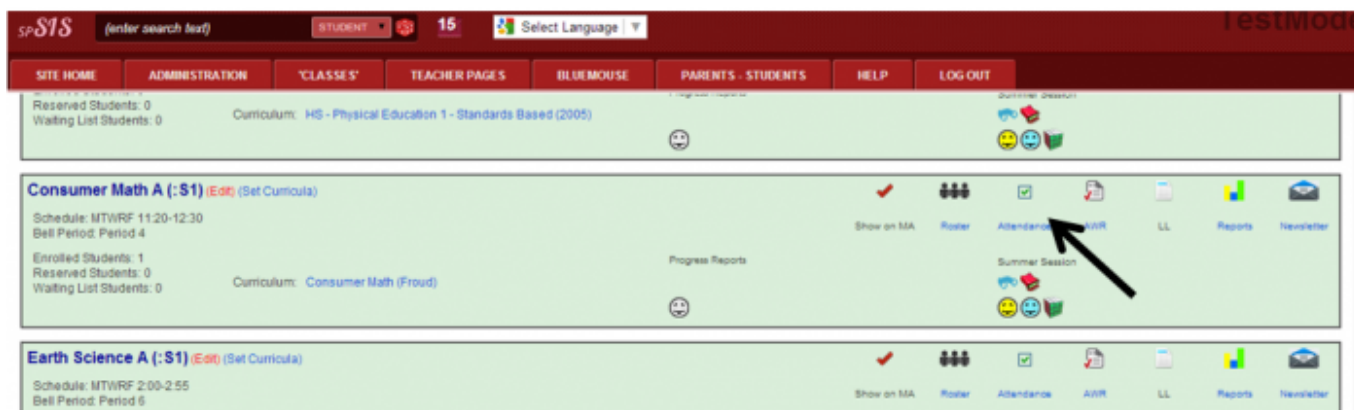 spSIS (enter search text) STUDENT 15 Select Language ▼
TestMode
SITE HOME ADMINISTRATION 'CLASSES' TEACHER PAGES BLUEMOUSE PARENTS - STUDENTS HELP LOG OUT
Progress Reports Summer Session
Reserved Students: 0
Waiting List Students: 0 Curriculum: HS - Physical Education 1 - Standards Based (2005)
Consumer Math A (: S1) (Edit) (Set Curricula)
Schedule: MTWRF 11:20-12:30
Bell Period: Period 4
Show on MA Roster Attendance AWR LL Reports Newsletter
Enrolled Students: 1 Progress Reports Summer Session
Reserved Students: 0
Waiting List Students: 0 Curriculum: Consumer Math (Froud)
Earth Science A (: S1) (Edit) (Set Curricula)
Schedule: MTWRF 2:00-2:55
Bell Period: Period 6
Show on MA Roster Attendance AWR LL Reports Newsletter